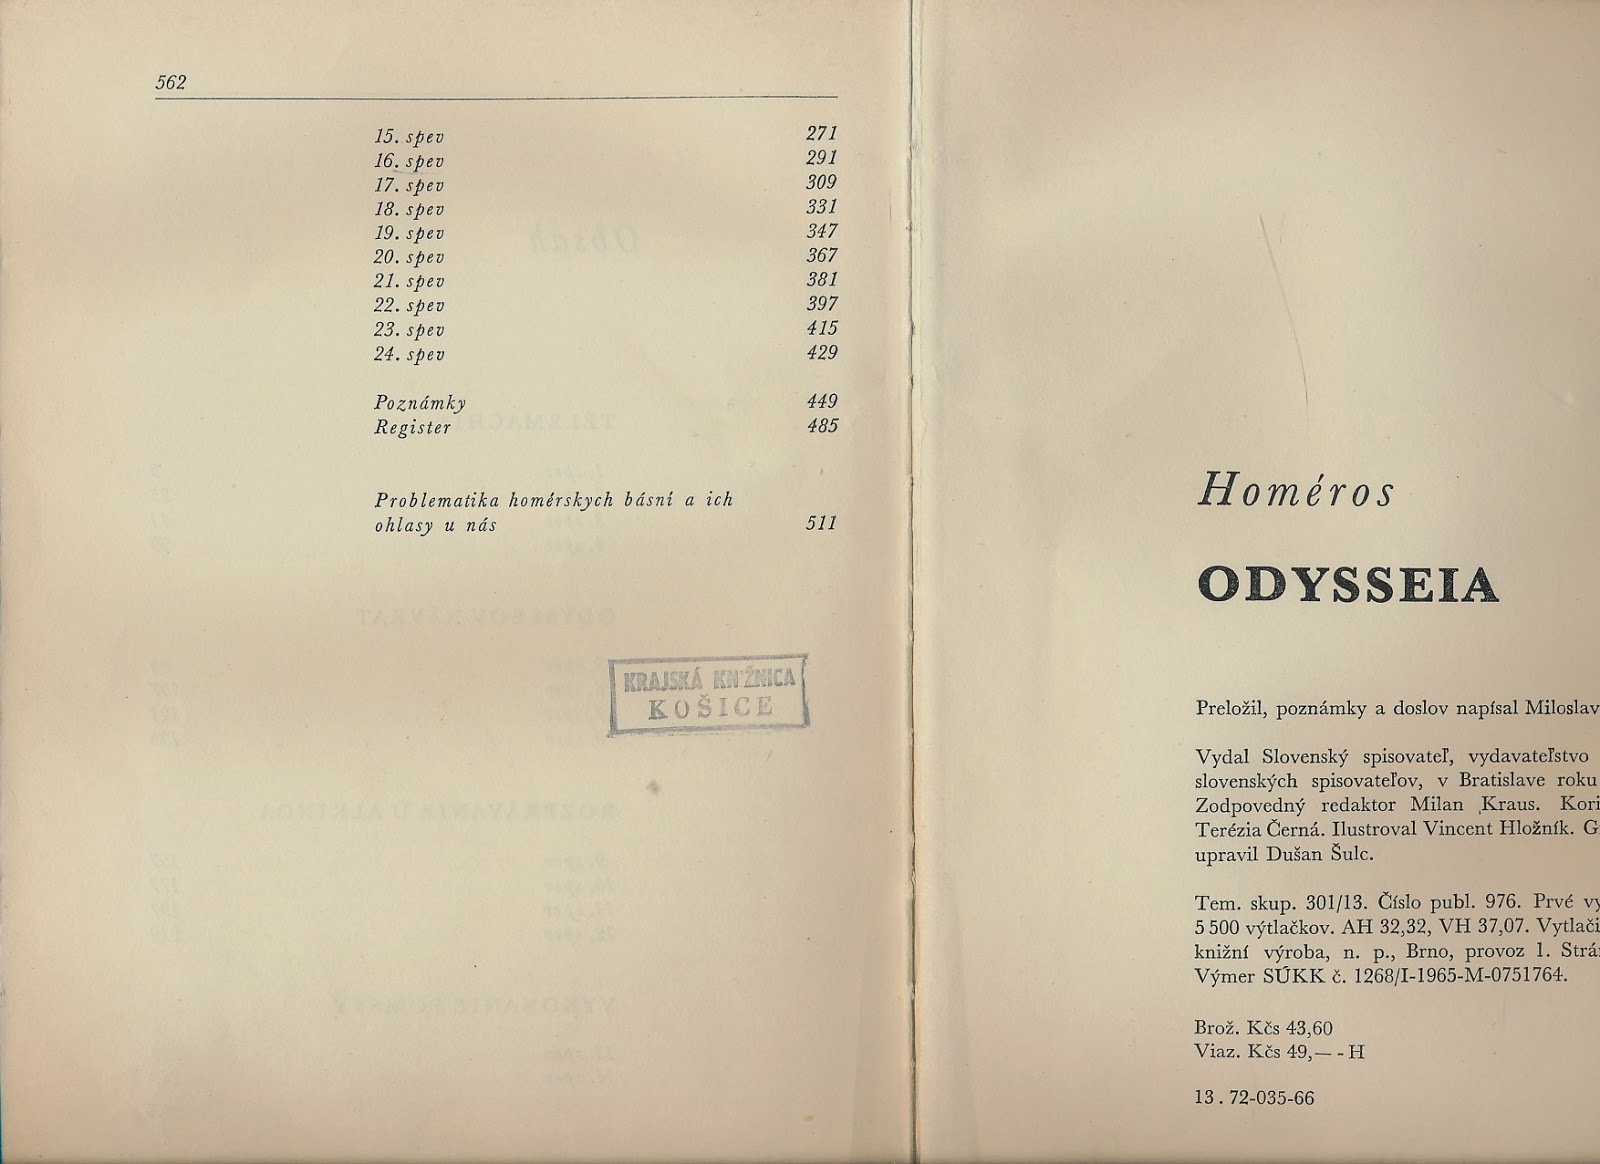 562
15. spev 271
16. spev 291
17. spev 309
18. spev 331
19. spev 347
20. spev 367
21. spev 381
22. spev 397
23. spev 415
24. spev 429
Poznámky 449
Register 485
Problematika homérskych básní a ich
ohlasy u nás 511
KRAJSKÁ KNIŽNICA
KOŠICE
Homéros
ODYSSEIA
Preložil, poznámky a doslov napísal Miloslav
Vydal Slovenský spisovateľ, vydavateľstvo
slovenských spisovateľov, v Bratislave roku
Zodpovedný redaktor Milan Kraus. Kori
Terézia Černá. Ilustroval Vincent Hložník. G
upravil Dušan Šulc.
Tem. skup. 301/13. Číslo publ. 976. Prvé vy
5 500 výtlačkov. AH 32,32, VH 37,07. Vytlači
knižní výroba, n. p., Brno, provoz 1. Strá
Výmer SÚKK č. 1268/I-1965-M-0751764.
Brož. Kčs 43,60
Viaz. Kčs 49,— - H
13 . 72-035-66